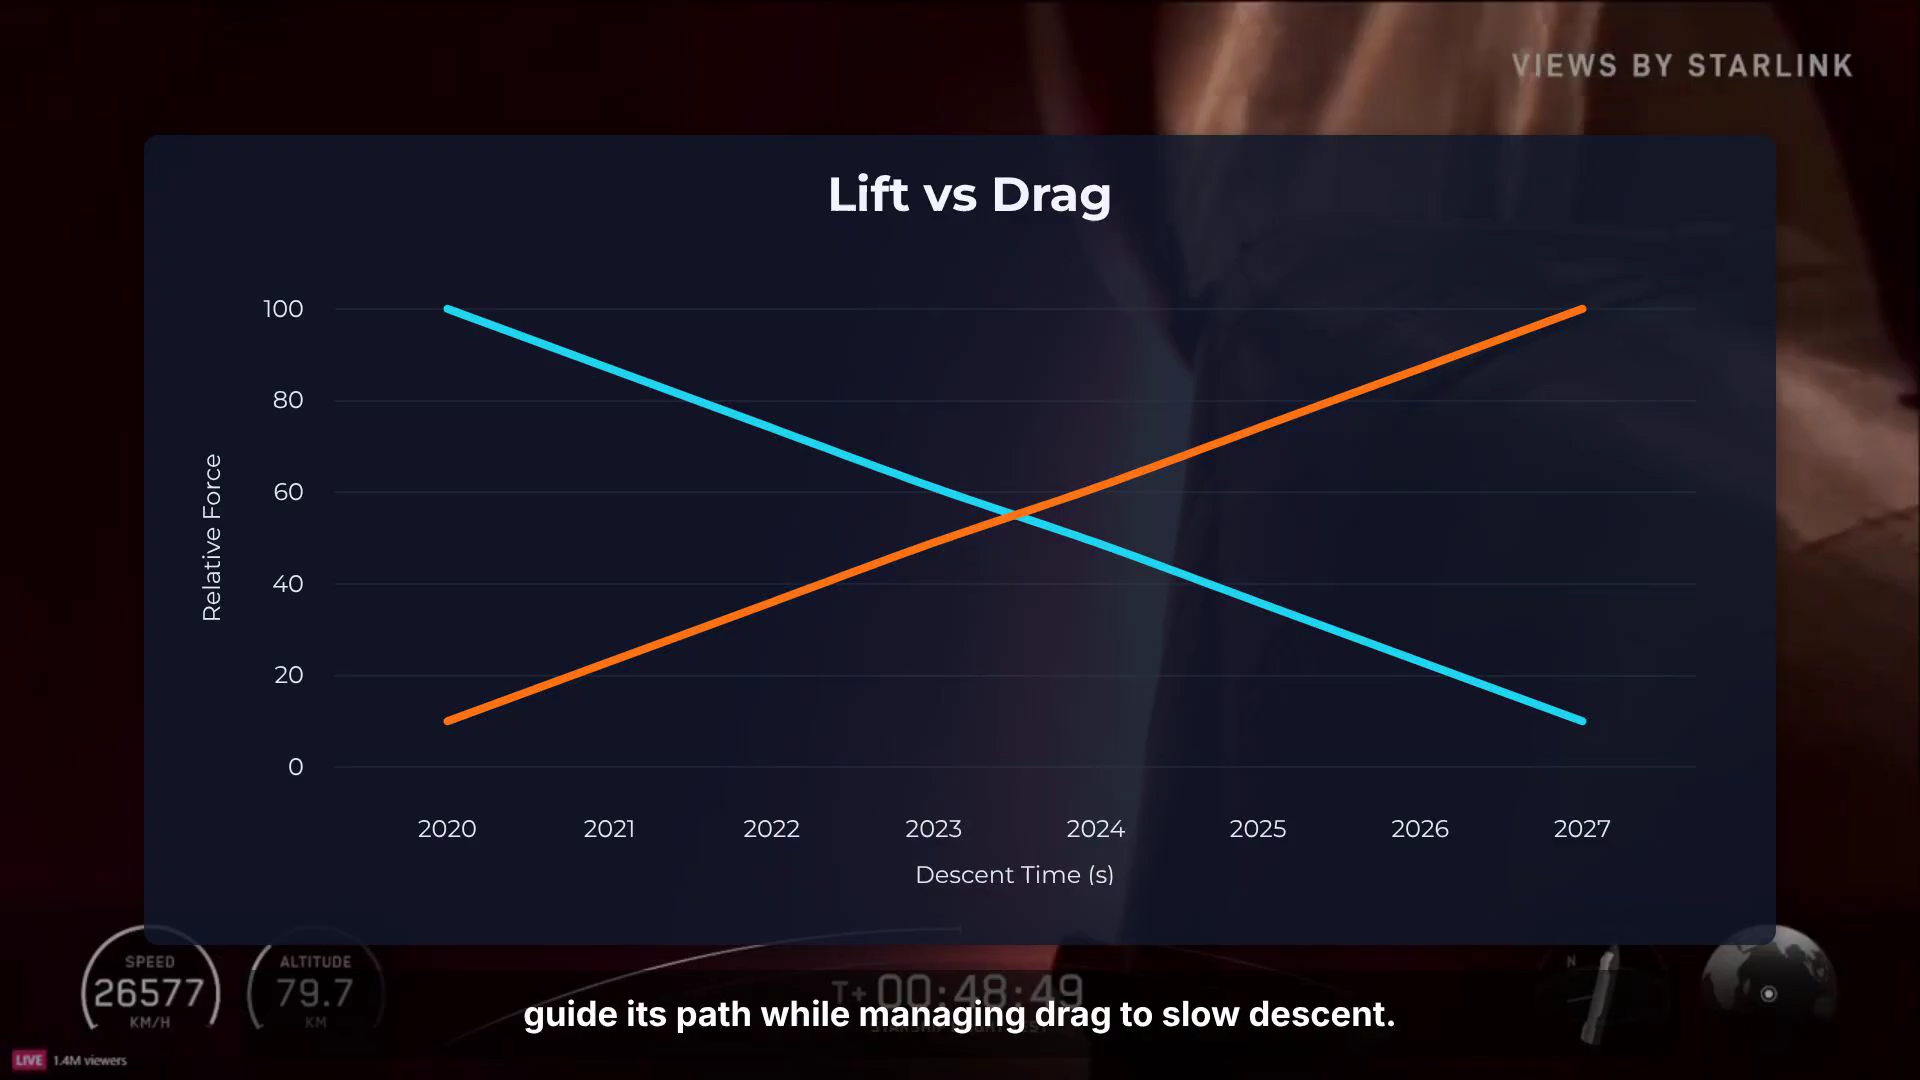 VIEWS BY STARLINK
Lift vs Drag
100
80
60
40
20
0
Relative Force
2020 2021 2022 2023 2024 2025 2026 2027
Descent Time (s)
SPEED
26577
KM/H
ALTITUDE
79.7
KM
T+ 00:48:49
N
guide its path while managing drag to slow descent.
LIVE 1.4M viewers